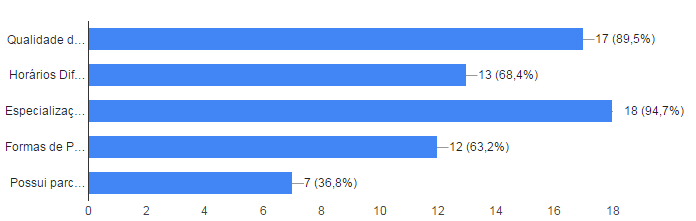 Qualidade d... 17 (89,5%)
Horários Dif... 13 (68,4%)
Especializaç... 18 (94,7%)
Formas de P... 12 (63,2%)
Possui parc... 7 (36,8%)
0 2 4 6 8 10 12 14 16 18